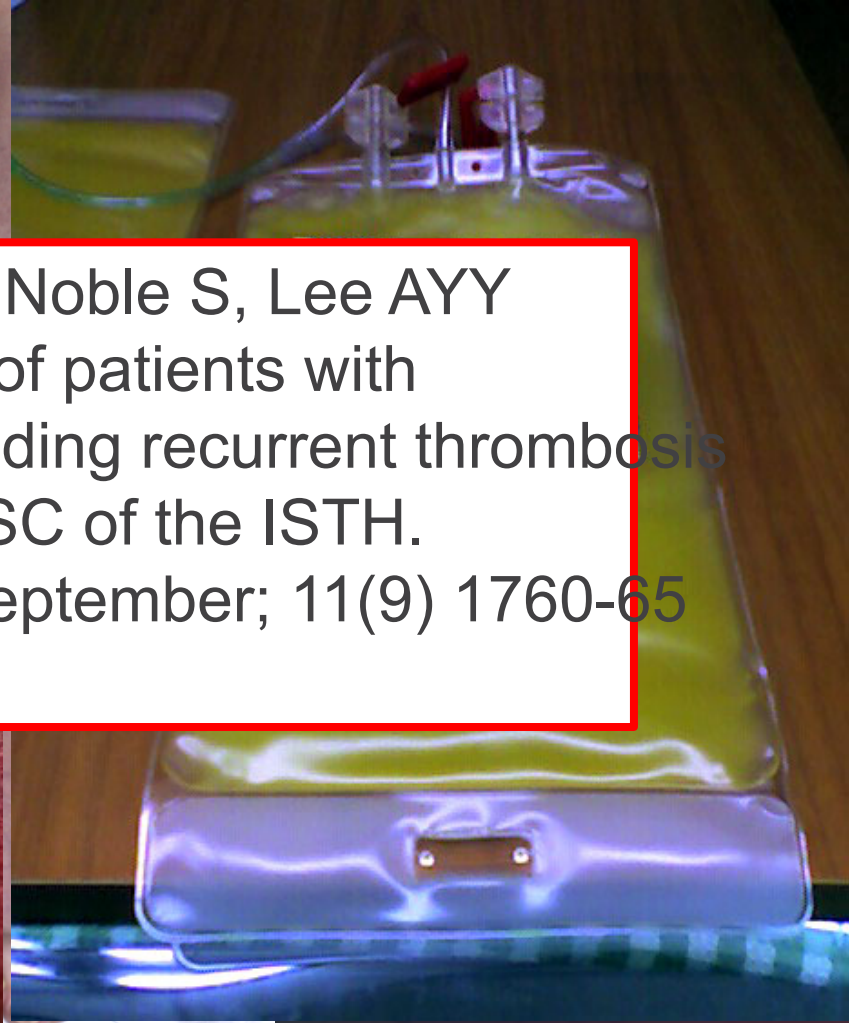 Noble S, Lee AYY
of patients with
ding recurrent thrombosis
SC of the ISTH.
eptember; 11(9) 1760-65